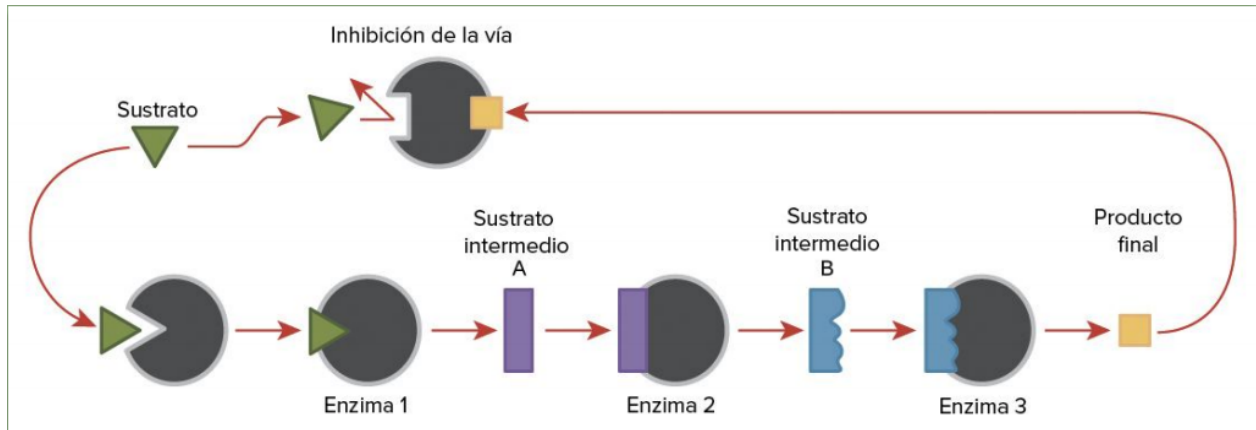 Inhibición de la vía
Sustrato
Sustrato
intermedio
A
Sustrato
intermedio
B
Producto
final
Enzima 1
Enzima 2
Enzima 3